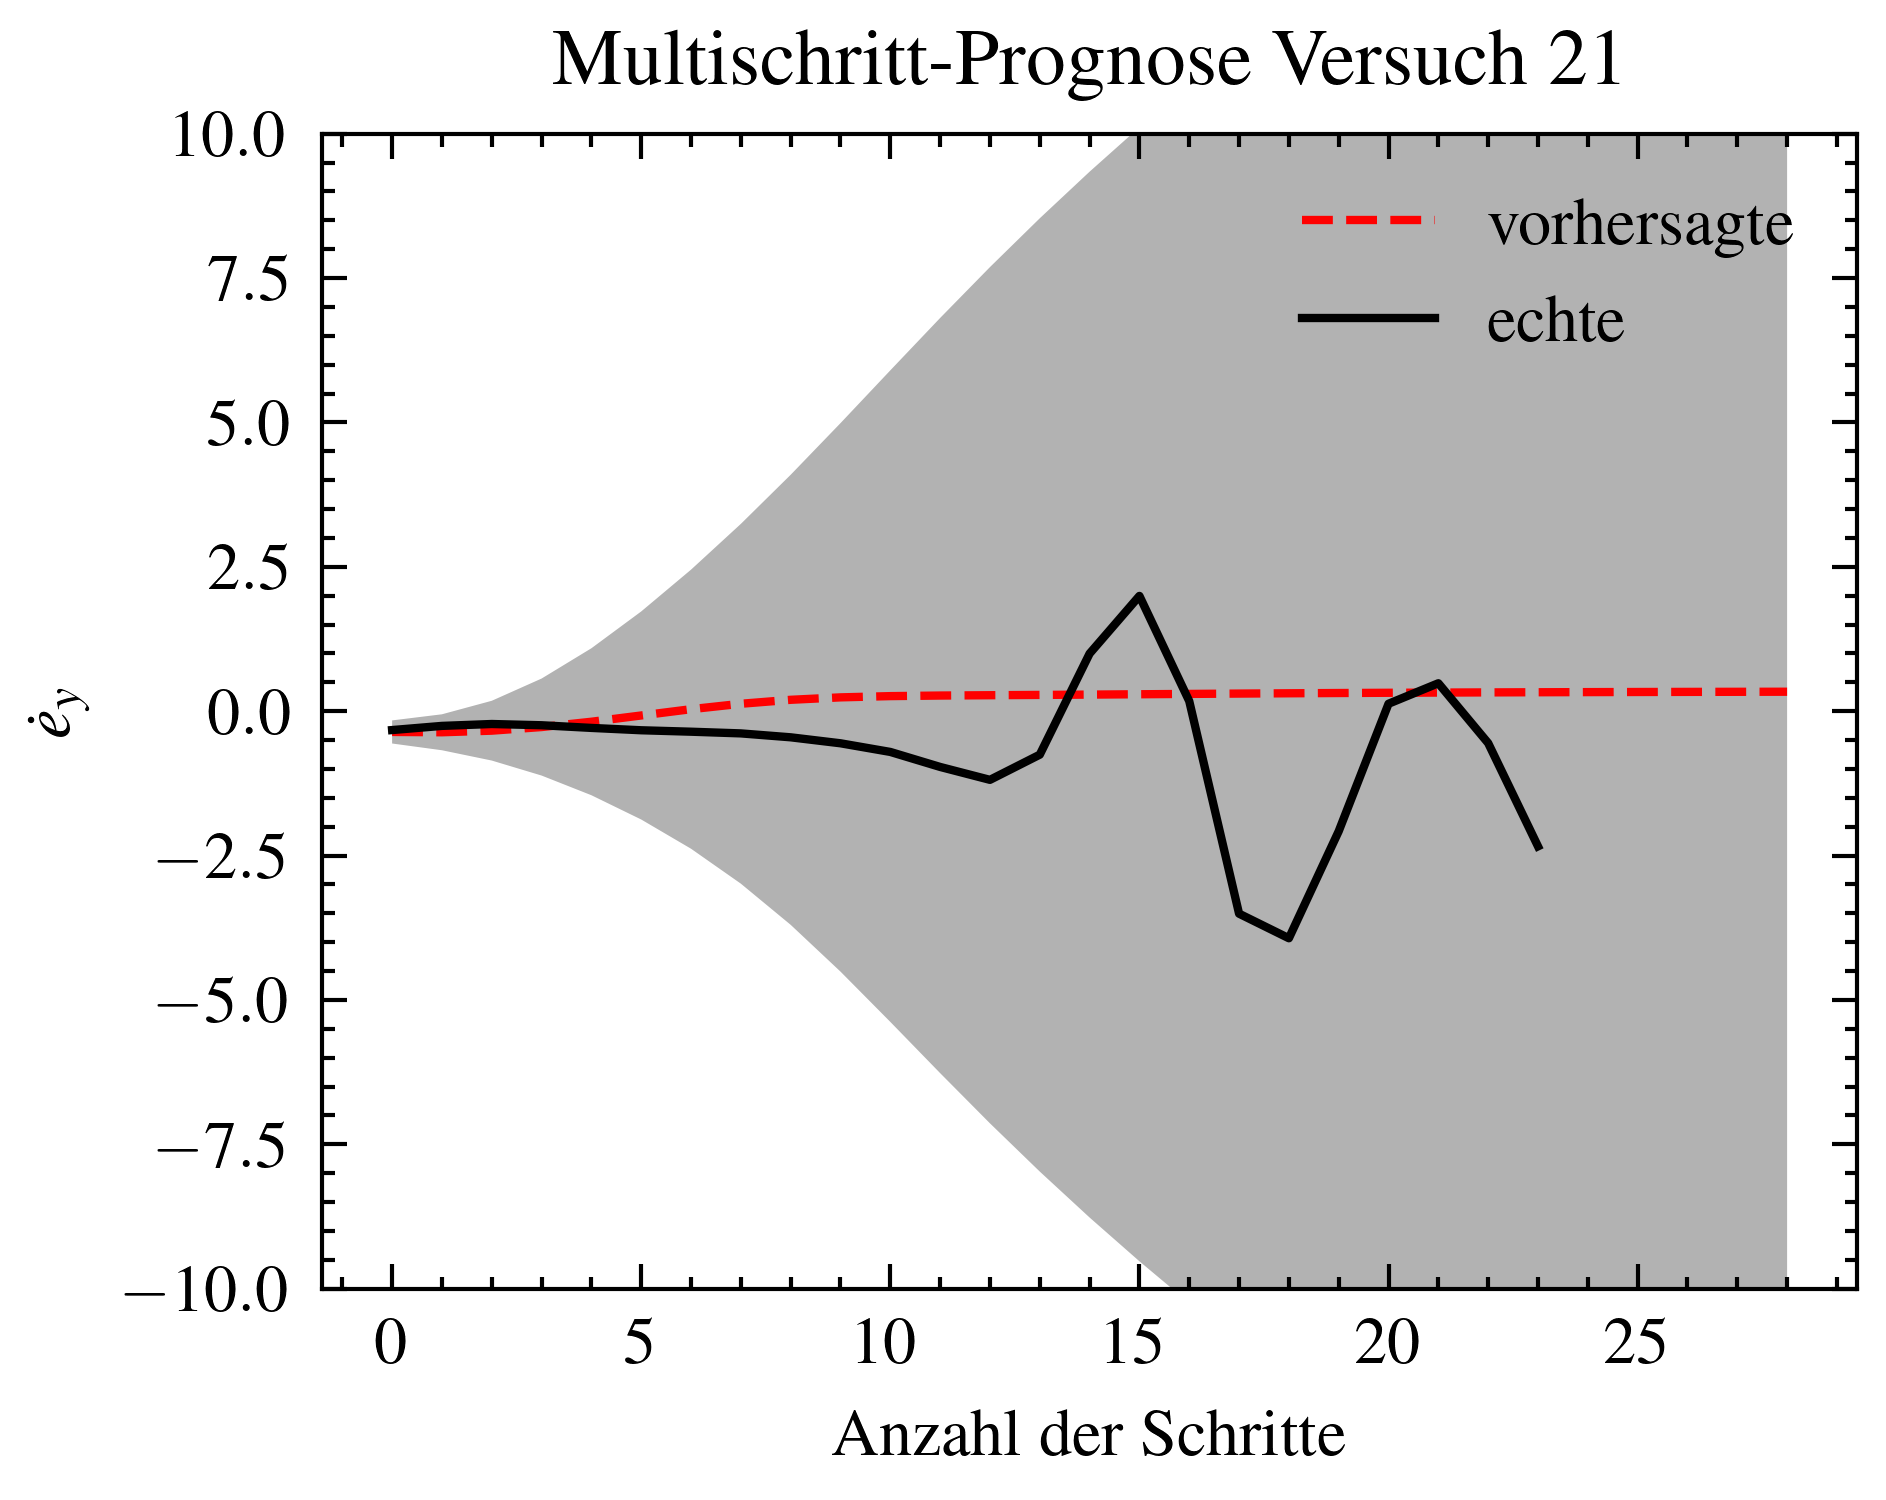 Multischritt-Prognose Versuch 21
10.0
7.5
5.0
2.5
0.0
−2.5
−5.0
−7.5
−10.0
ė_y
vorhersagte
echte
0 5 10 15 20 25
Anzahl der Schritte